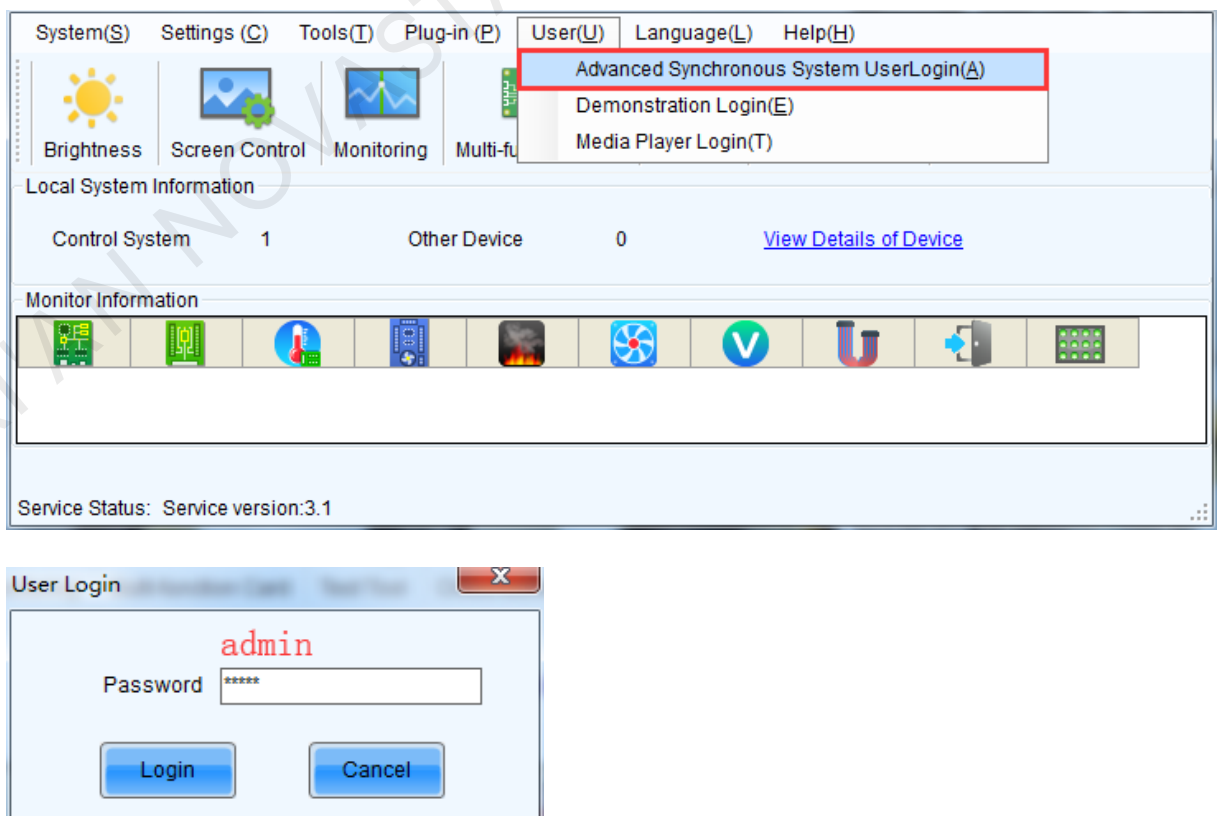 System(S) Settings (C) Tools(T) Plug-in (P) User(U) Language(L) Help(H)
Advanced Synchronous System UserLogin(A)
Demonstration Login(E)
Media Player Login(T)
Brightness Screen Control Monitoring Multi-fu
Local System Information
Control System 1 Other Device 0 View Details of Device
Monitor Information
V
Service Status: Service version:3.1
User Login
admin
Password *****
Login Cancel